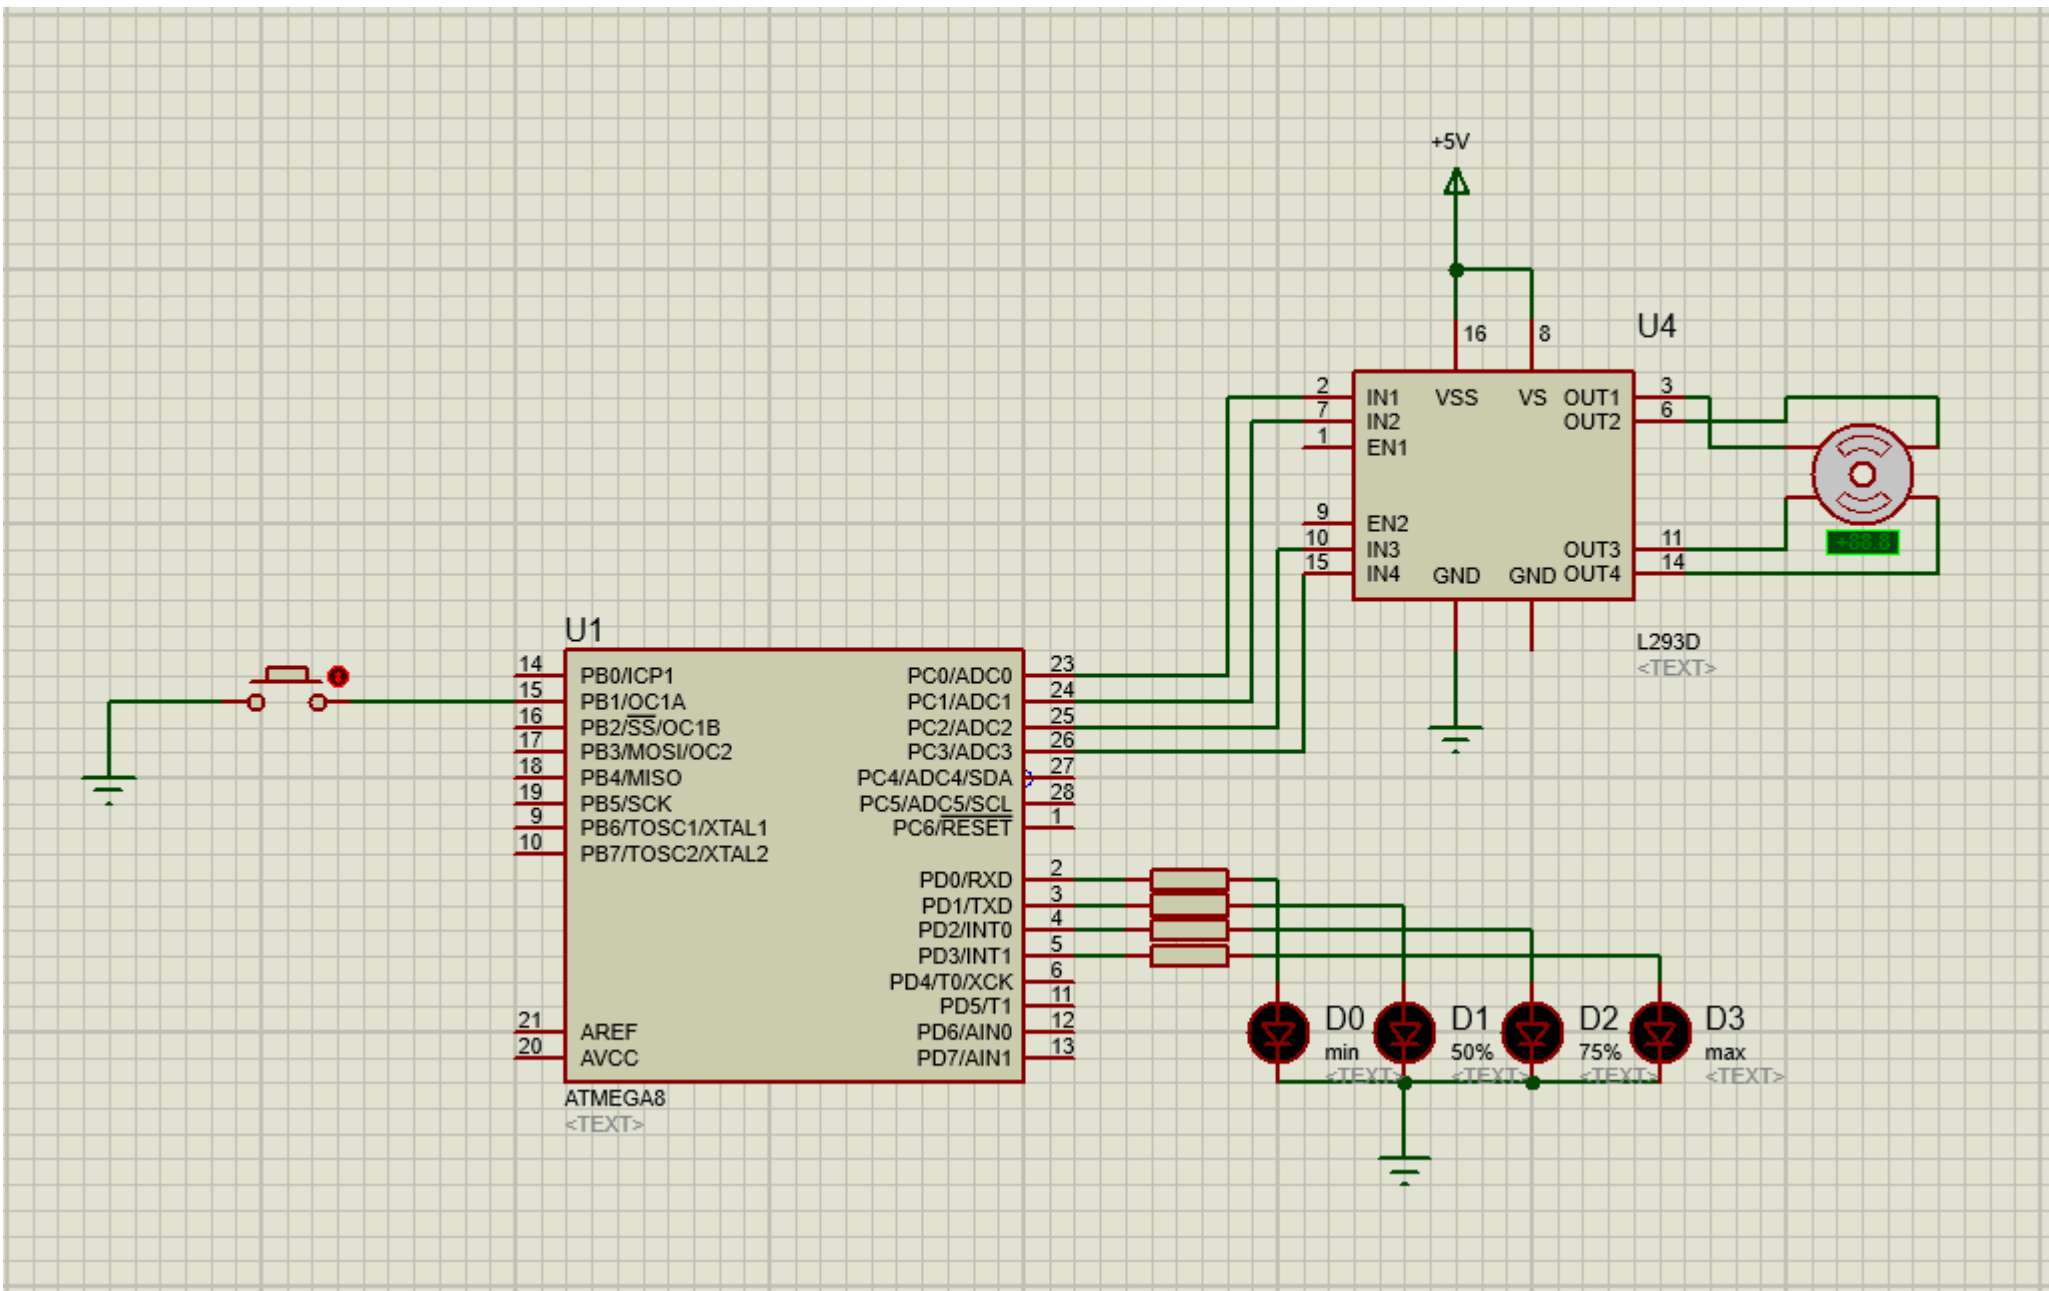 +5V
U4
16
8
2
7
1
9
10
15
IN1
IN2
EN1
EN2
IN3
IN4
VSS
VS
GND
GND
OUT1
OUT2
OUT3
OUT4
3
6
11
14
+88.8
L293D
<TEXT>
U1
14
15
16
17
18
19
9
10
21
20
PB0/ICP1
PB1/OC1A
PB2/SS/OC1B
PB3/MOSI/OC2
PB4/MISO
PB5/SCK
PB6/TOSC1/XTAL1
PB7/TOSC2/XTAL2
AREF
AVCC
PC0/ADC0
PC1/ADC1
PC2/ADC2
PC3/ADC3
PC4/ADC4/SDA
PC5/ADC5/SCL
PC6/RESET
PD0/RXD
PD1/TXD
PD2/INT0
PD3/INT1
PD4/T0/XCK
PD5/T1
PD6/AIN0
PD7/AIN1
23
24
25
26
27
28
1
2
3
4
5
6
11
12
13
ATMEGA8
<TEXT>
D0
min
<TEXT>
D1
50%
<TEXT>
D2
75%
<TEXT>
D3
max
<TEXT>